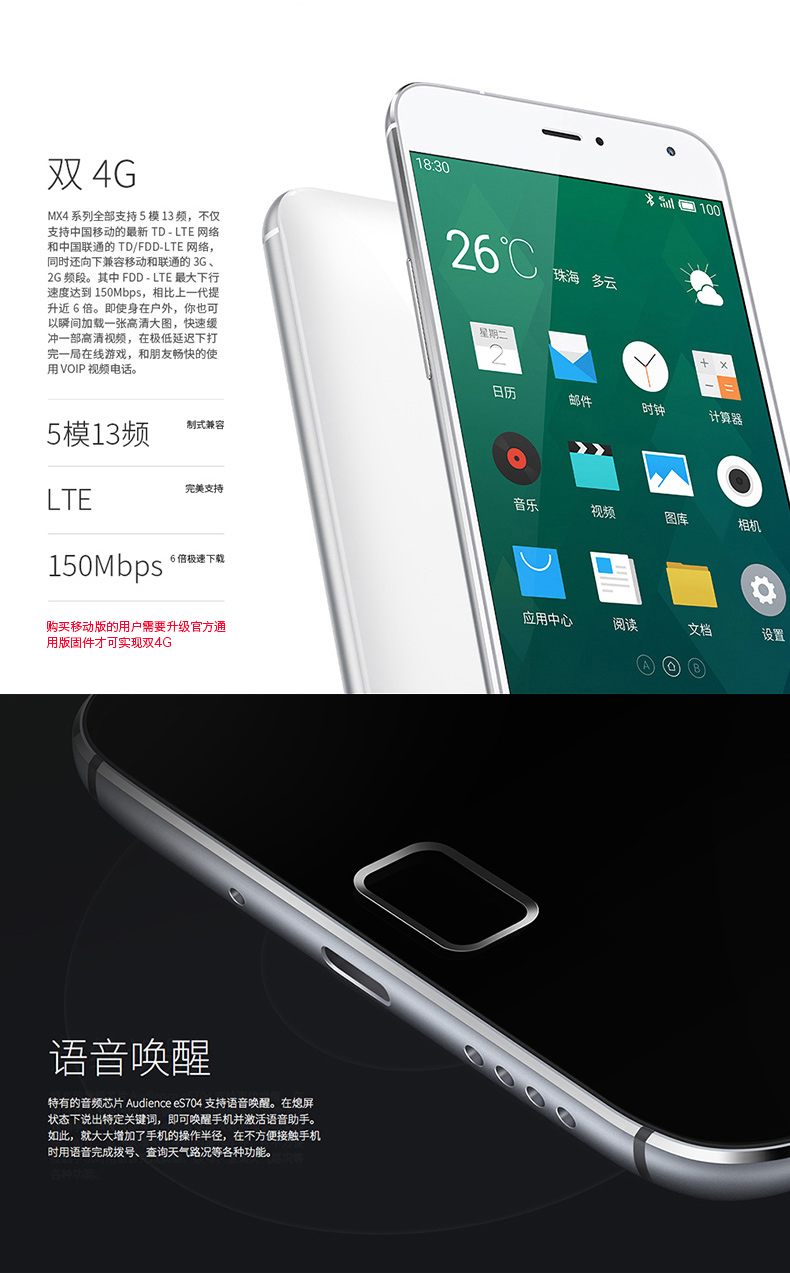 双 4G
MX4 系列全部支持 5 模 13 频，不仅
支持中国移动的最新 TD - LTE 网络
和中国联通的 TD/FDD-LTE 网络，
同时还向下兼容移动和联通的 3G 、
2G 频段。其中 FDD - LTE 最大下行
速度达到 150Mbps，相比上一代提
升近 6 倍。即使身在户外，你也可
以瞬间加载一张高清大图，快速缓
冲一部高清视频，在极低延迟下打
完一局在线游戏，和朋友畅快的使
用 VOIP 视频电话。
5模13频 制式兼容
LTE 完美支持
150Mbps 6 倍极速下载
购买移动版的用户需要升级官方通
用版固件才可实现双4G
18:30
4G 100
26℃ 珠海 多云
星期二
2
日历 邮件 时钟 计算器
音乐 视频 图库 相机
应用中心 阅读 文档 设置
A B
语音唤醒
特有的音频芯片 Audience eS704 支持语音唤醒。在熄屏
状态下说出特定关键词，即可唤醒手机并激活语音助手。
如此，就大大增加了手机的操作半径，在不方便接触手机
时用语音完成拨号、查询天气路况等各种功能。